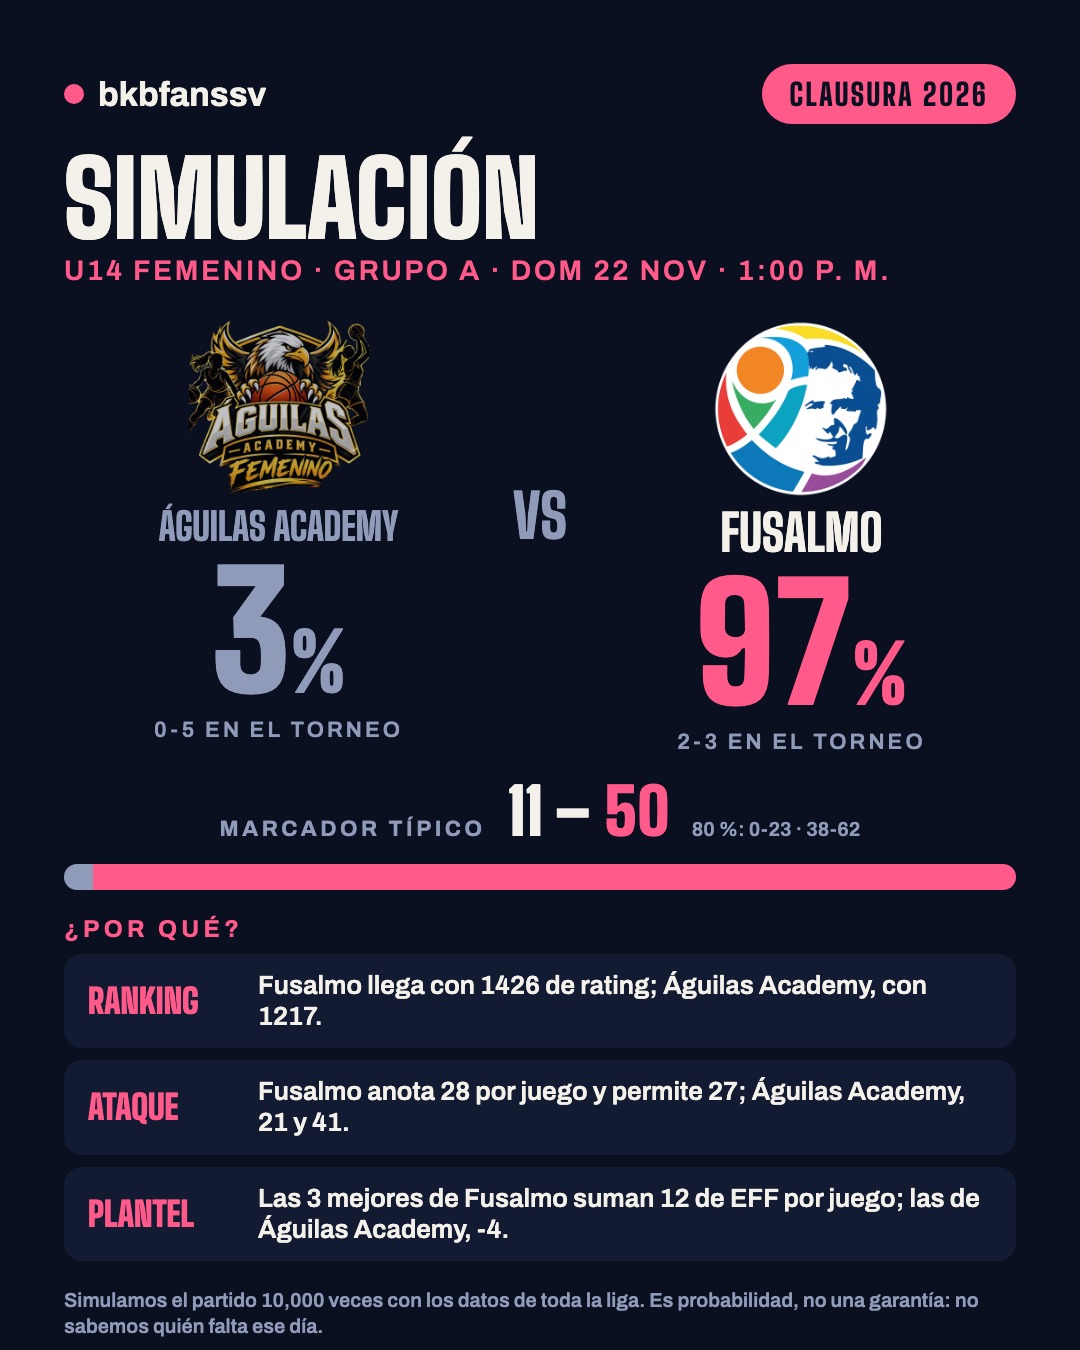 bkbfanssv
CLAUSURA 2026
SIMULACIÓN
U14 FEMENINO · GRUPO A · DOM 22 NOV · 1:00 P. M.
ÁGUILAS
ACADEMY
FEMENINO
ÁGUILAS ACADEMY
3%
0-5 EN EL TORNEO
VS
FUSALMO
97%
2-3 EN EL TORNEO
MARCADOR TÍPICO 11 – 50 80 %: 0-23 · 38-62
¿POR QUÉ?
RANKING
Fusalmo llega con 1426 de rating; Águilas Academy, con
1217.
ATAQUE
Fusalmo anota 28 por juego y permite 27; Águilas Academy,
21 y 41.
PLANTEL
Las 3 mejores de Fusalmo suman 12 de EFF por juego; las de
Águilas Academy, -4.
Simulamos el partido 10,000 veces con los datos de toda la liga. Es probabilidad, no una garantía: no
sabemos quién falta ese día.